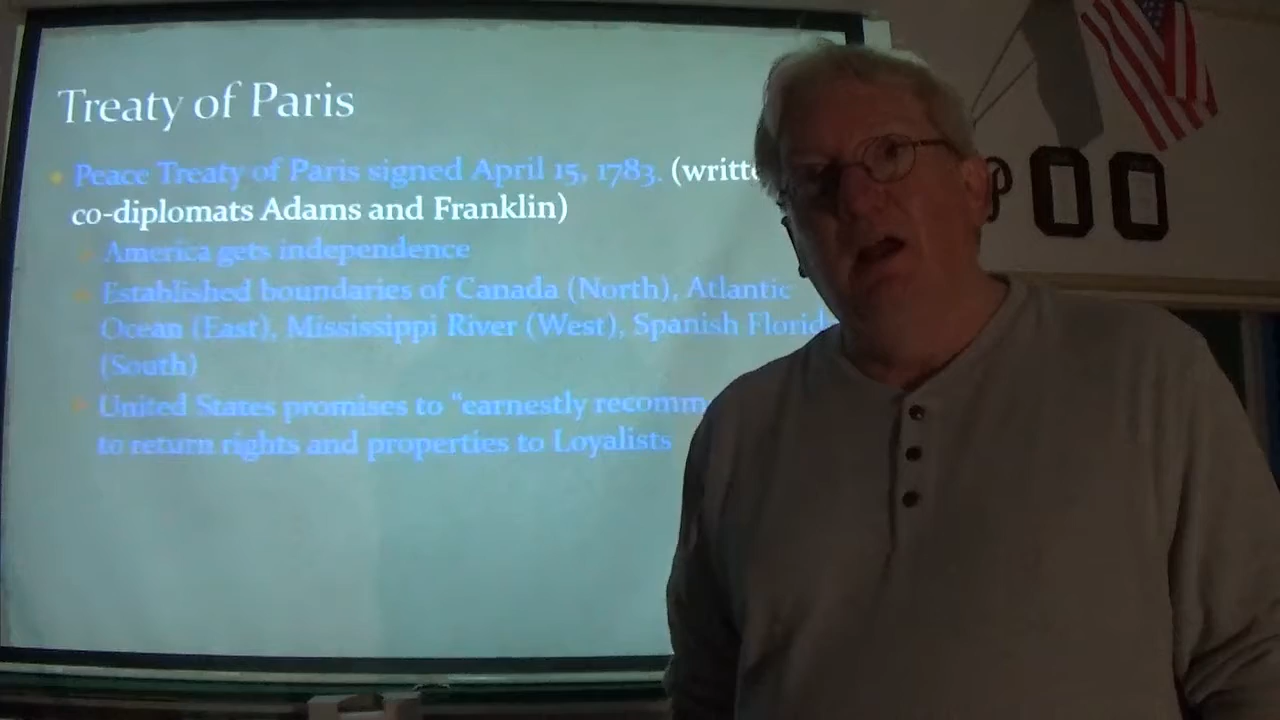 Treaty of Paris
Peace Treaty of Paris signed April 15, 1783. (writte
co-diplomats Adams and Franklin)
America gets independence
Established boundaries of Canada (North), Atlantic
Ocean (East), Mississippi River (West), Spanish Florid
(South)
United States promises to “earnestly recomm
to return rights and properties to Loyalists